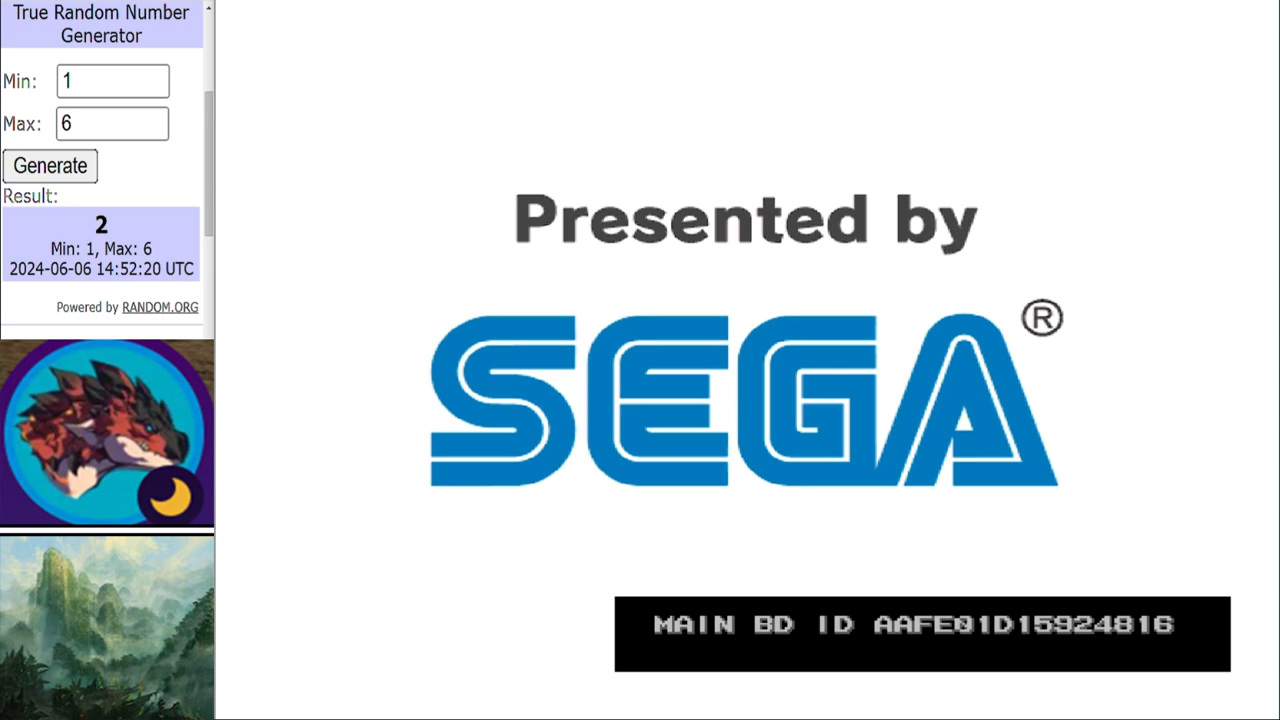 True Random Number
Generator
Min: 1
Max: 6
Generate
Result:
2
Min: 1, Max: 6
2024-06-06 14:52:20 UTC
Powered by RANDOM.ORG
Presented by
SEGA®
MAIN BD ID AAFE01D15924816